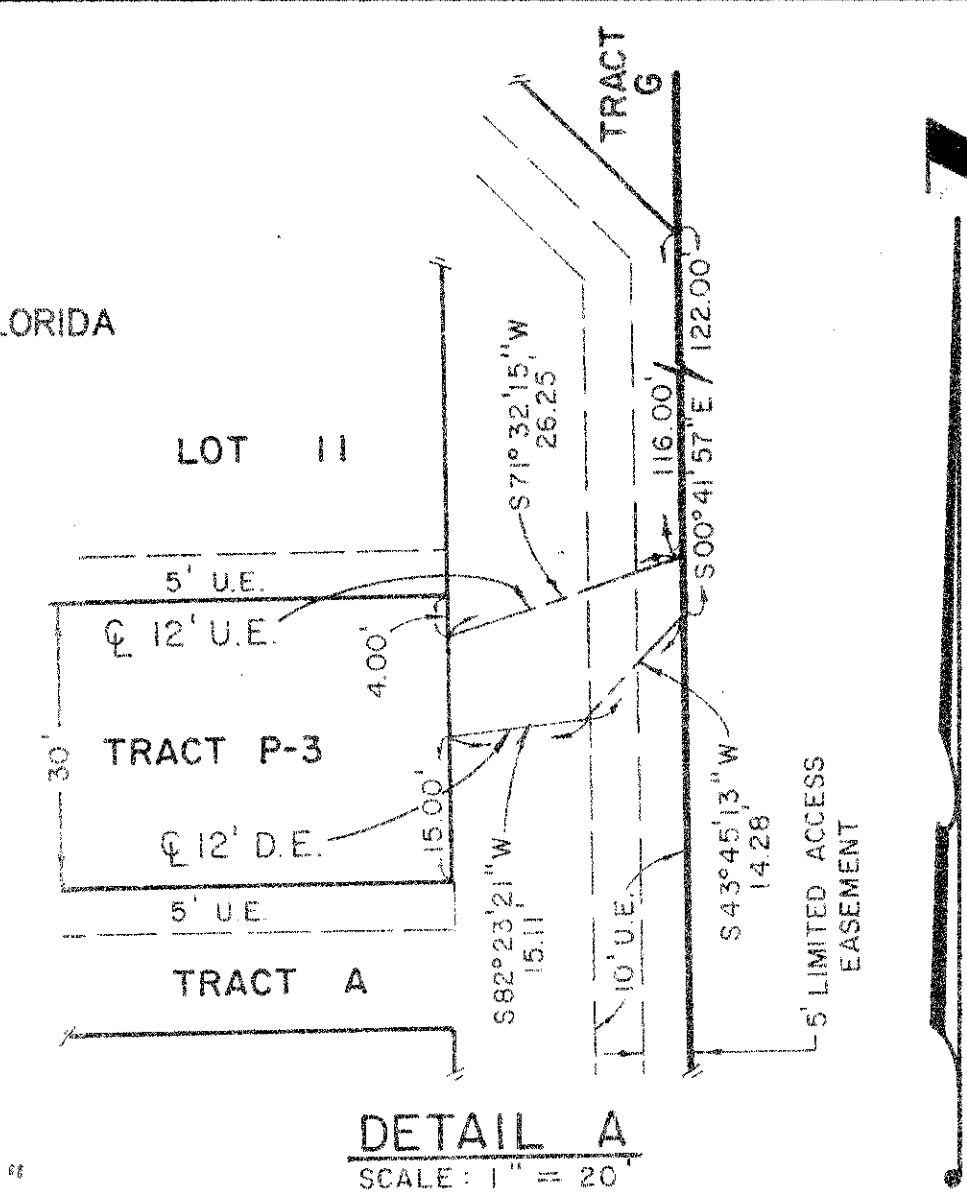 TRACT
G
LORIDA
LOT 11
S71°32'15"W
26.25'
116.00'
S00°41'57"E / 122.00'
5' U.E.
℄ 12' U.E.
4.00'
30'
TRACT P-3
15.00'
℄ 12' D.E.
5' U.E.
S82°23'21"W
15.11'
10' U.E.
S43°45'13"W
14.28'
TRACT A
5' LIMITED ACCESS
EASEMENT
DETAIL A
SCALE: 1" = 20'